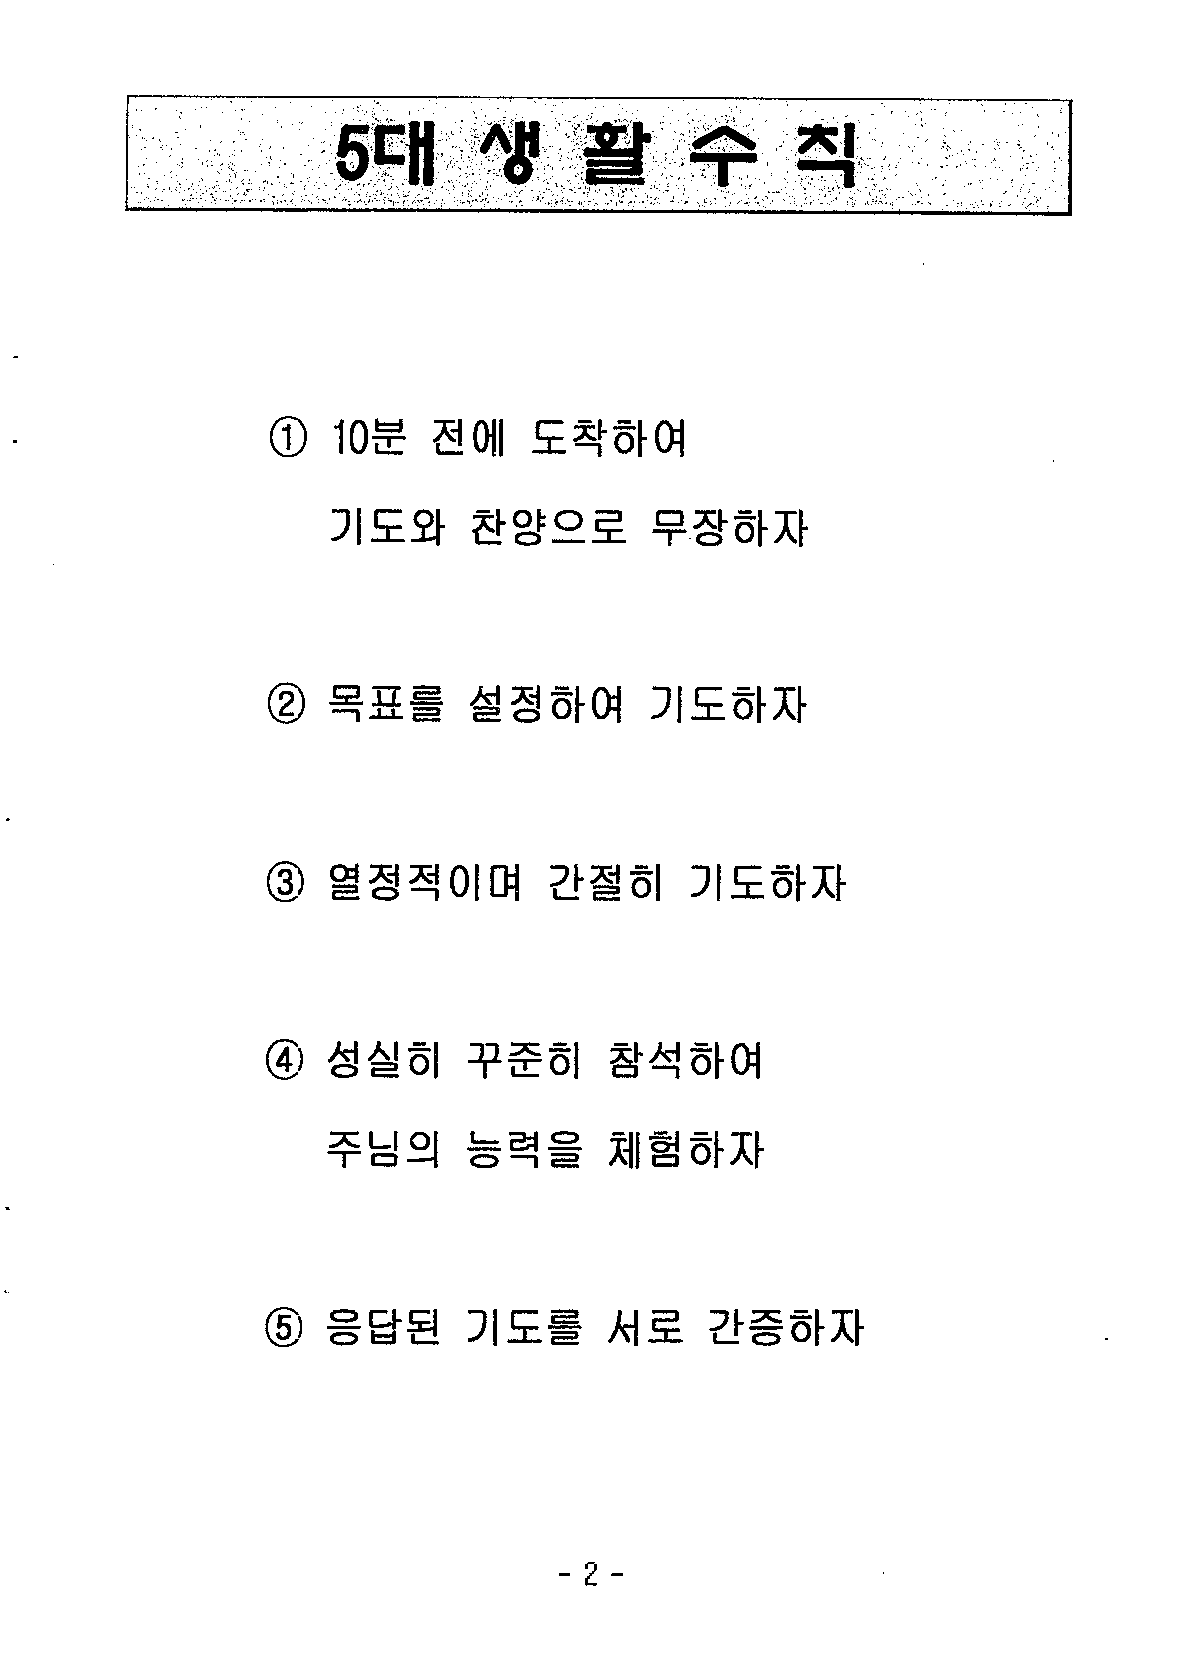 5대 생 활 수 칙
① 10분 전에 도착하여
기도와 찬양으로 무장하자
② 목표를 설정하여 기도하자
③ 열정적이며 간절히 기도하자
④ 성실히 꾸준히 참석하여
주님의 능력을 체험하자
⑤ 응답된 기도를 서로 간증하자
- 2 -